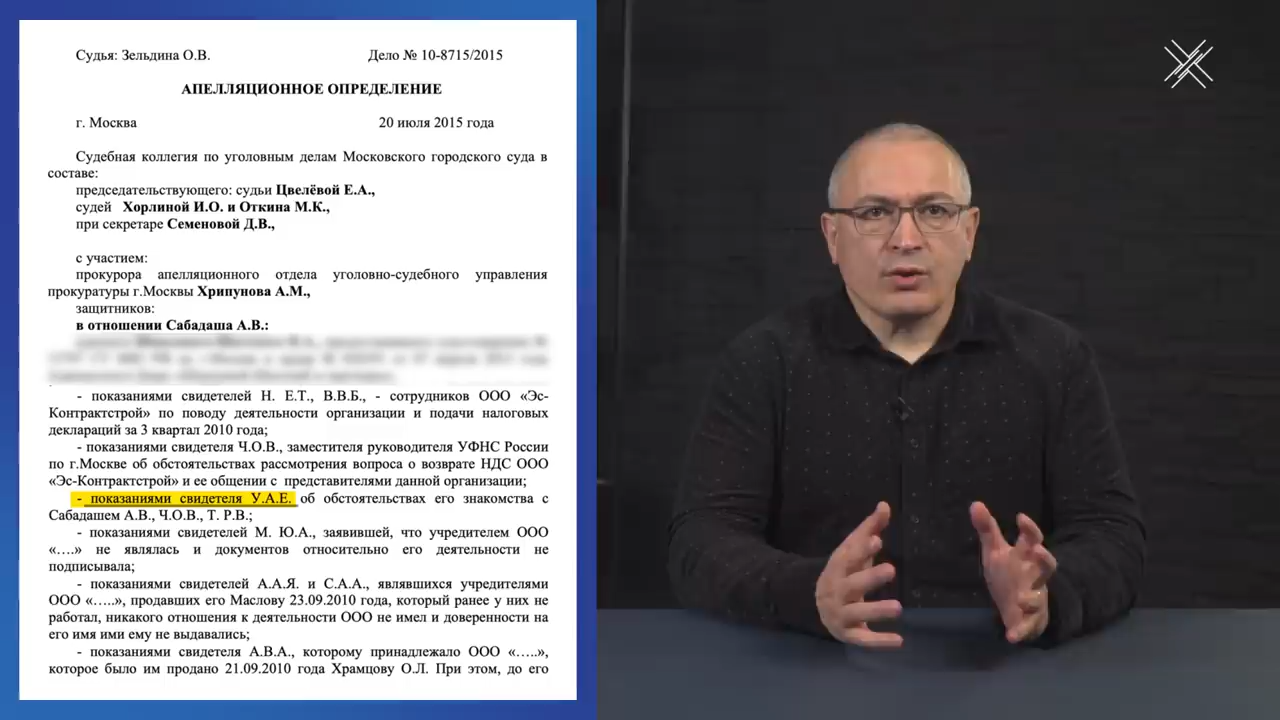 Судья: Зельдина О.В. Дело № 10-8715/2015
АПЕЛЛЯЦИОННОЕ ОПРЕДЕЛЕНИЕ
г. Москва 20 июля 2015 года
Судебная коллегия по уголовным делам Московского городского суда в
составе:
председательствующего: судьи Цвелёвой Е.А.,
судей Хорлиной И.О. и Откина М.К.,
при секретаре Семеновой Д.В.,
с участием:
прокурора апелляционного отдела уголовно-судебного управления
прокуратуры г.Москвы Хрипунова А.М.,
защитников:
в отношении Сабадаша А.В.:
- показаниями свидетелей Н. Е.Т., В.В.Б., - сотрудников ООО «Эс-
Контрактстрой» по поводу деятельности организации и подачи налоговых
декларации за 3 квартал 2010 года;
- показаниями свидетеля Ч.О.В., заместителя руководителя УФНС России
по г.Москве об обстоятельствах рассмотрения вопроса о возврате НДС ООО
«Эс-Контрактстрой» и ее общении с представителями данной организации;
- показаниями свидетеля У.А.Е. об обстоятельствах его знакомства с
Сабадашем А.В., Ч.О.В., Т. Р.В.;
- показаниями свидетелей М. Ю.А., заявившей, что учредителем ООО
«….» не являлась и документов относительно его деятельности не
подписывала;
- показаниями свидетелей А.А.Я. и С.А.А., являвшихся учредителями
ООО «…..», продавших его Маслову 23.09.2010 года, который ранее у них не
работал, никакого отношения к деятельности ООО не имел и доверенности на
его имя ими ему не выдавались;
- показаниями свидетеля А.В.А., которому принадлежало ООО «…..»,
которое было им продано 21.09.2010 года Храмцову О.Л. При этом, до его